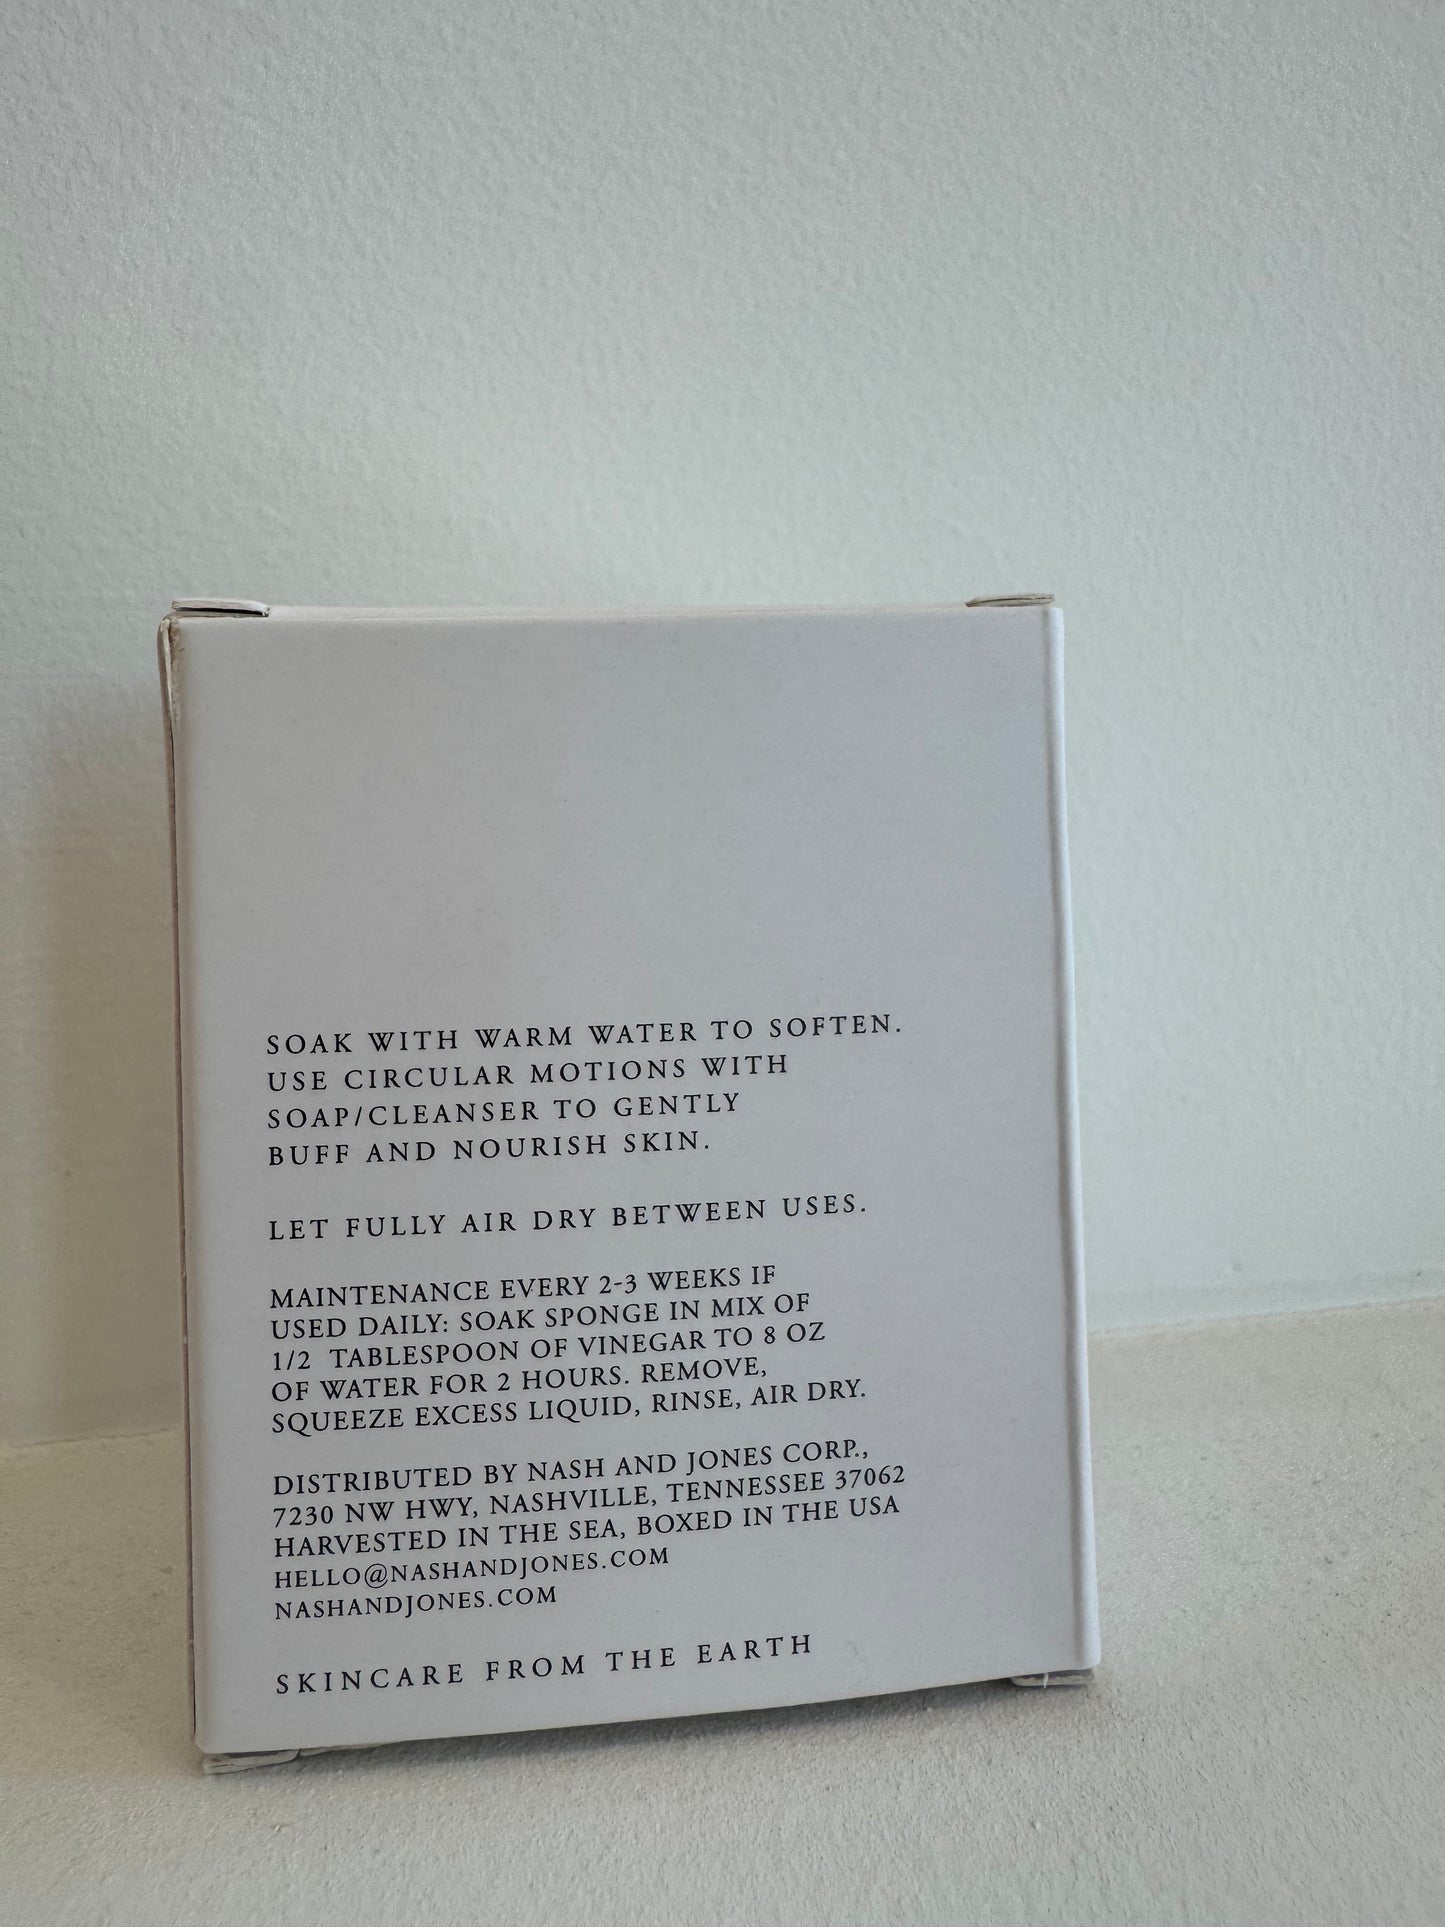 SOAK WITH WARM WATER TO SOFTEN.
USE CIRCULAR MOTIONS WITH
SOAP/CLEANSER TO GENTLY
BUFF AND NOURISH SKIN.
LET FULLY AIR DRY BETWEEN USES.
MAINTENANCE EVERY 2-3 WEEKS IF
USED DAILY: SOAK SPONGE IN MIX OF
1/2 TABLESPOON OF VINEGAR TO 8 OZ
OF WATER FOR 2 HOURS. REMOVE,
SQUEEZE EXCESS LIQUID, RINSE, AIR DRY.
DISTRIBUTED BY NASH AND JONES CORP.,
7230 NW HWY, NASHVILLE, TENNESSEE 37062
HARVESTED IN THE SEA, BOXED IN THE USA
HELLO@NASHANDJONES.COM
NASHANDJONES.COM
SKINCARE FROM THE EARTH